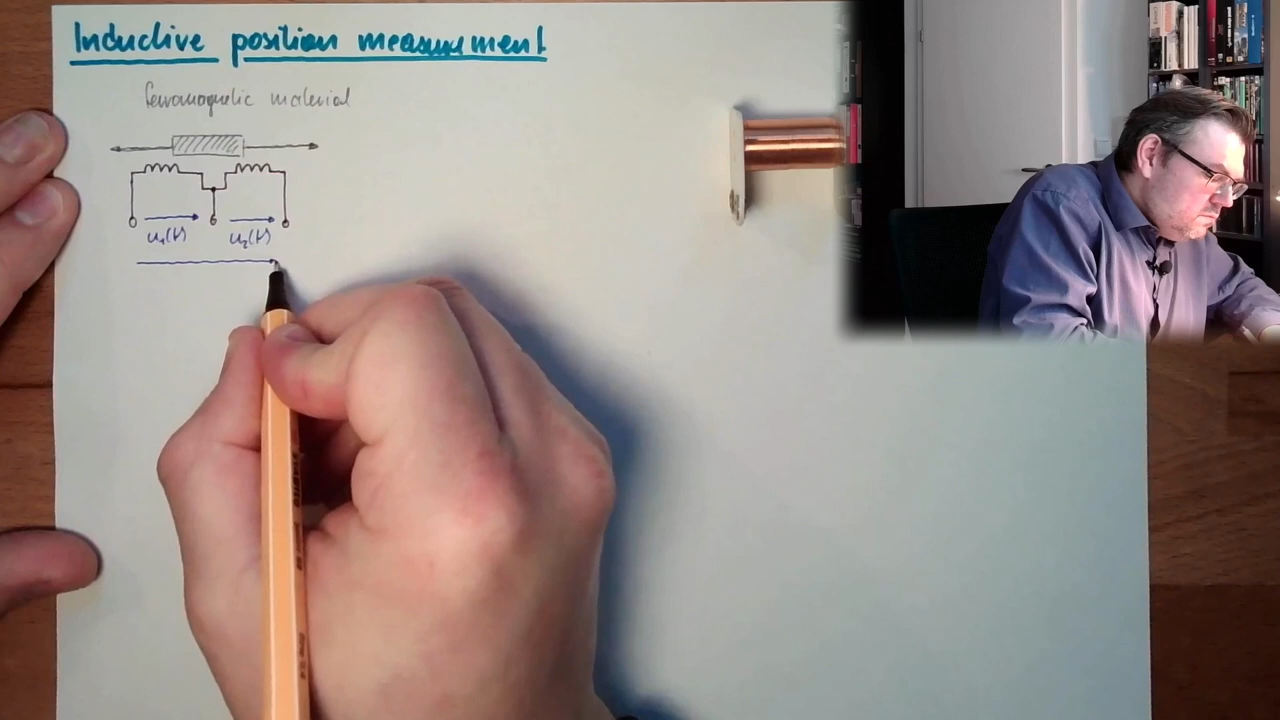 Inductive position measurement
ferromagnetic material
u₁(t) u₂(t)